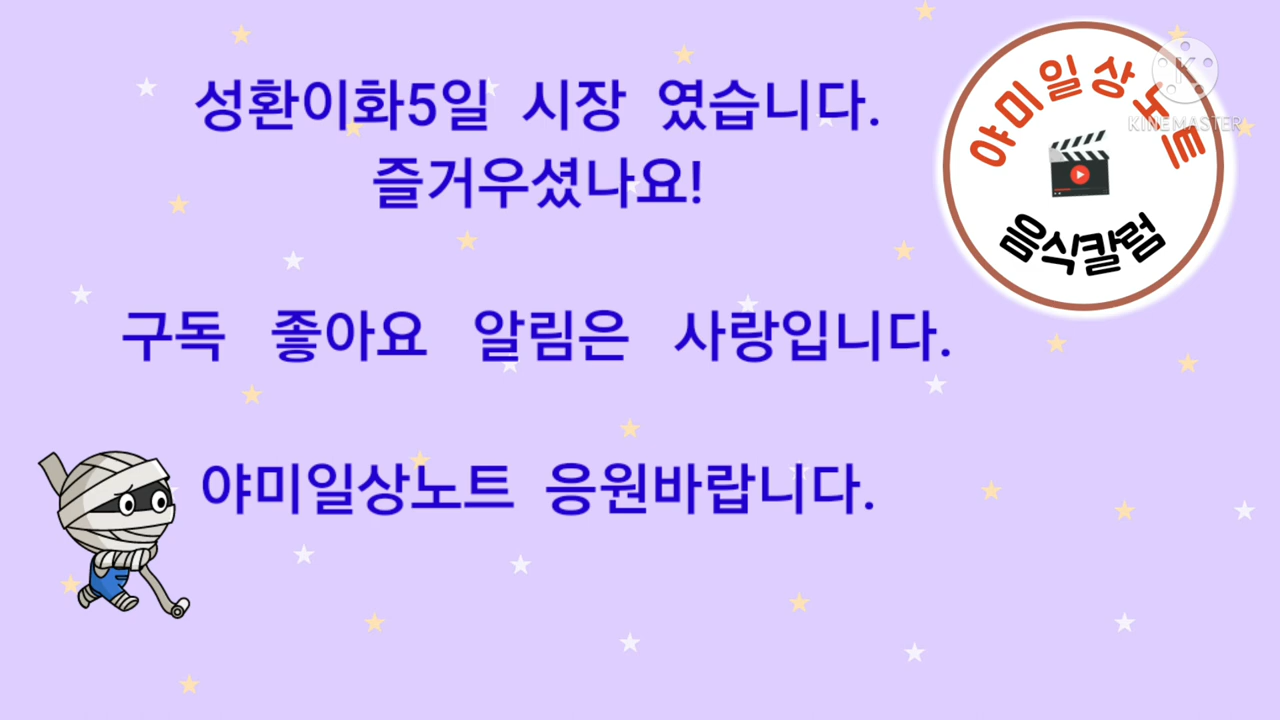 성환이화5일 시장 였습니다.
즐거우셨나요!
구독 좋아요 알림은 사랑입니다.
야미일상노트 응원바랍니다.
야미일상노트
음식칼럼
K
KINEMASTER